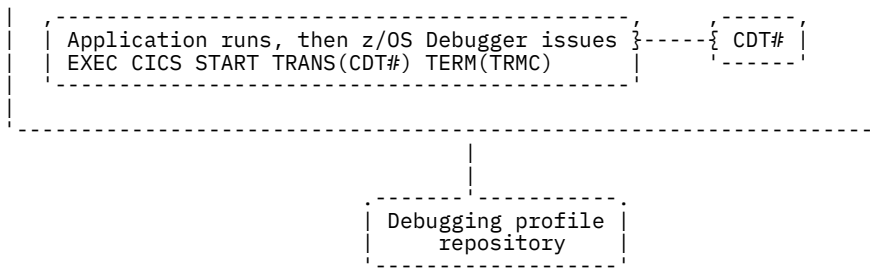 Application runs, then z/OS Debugger issues
CDT#
EXEC CICS START TRANS(CDT#) TERM(TRMC)
Debugging profile
repository